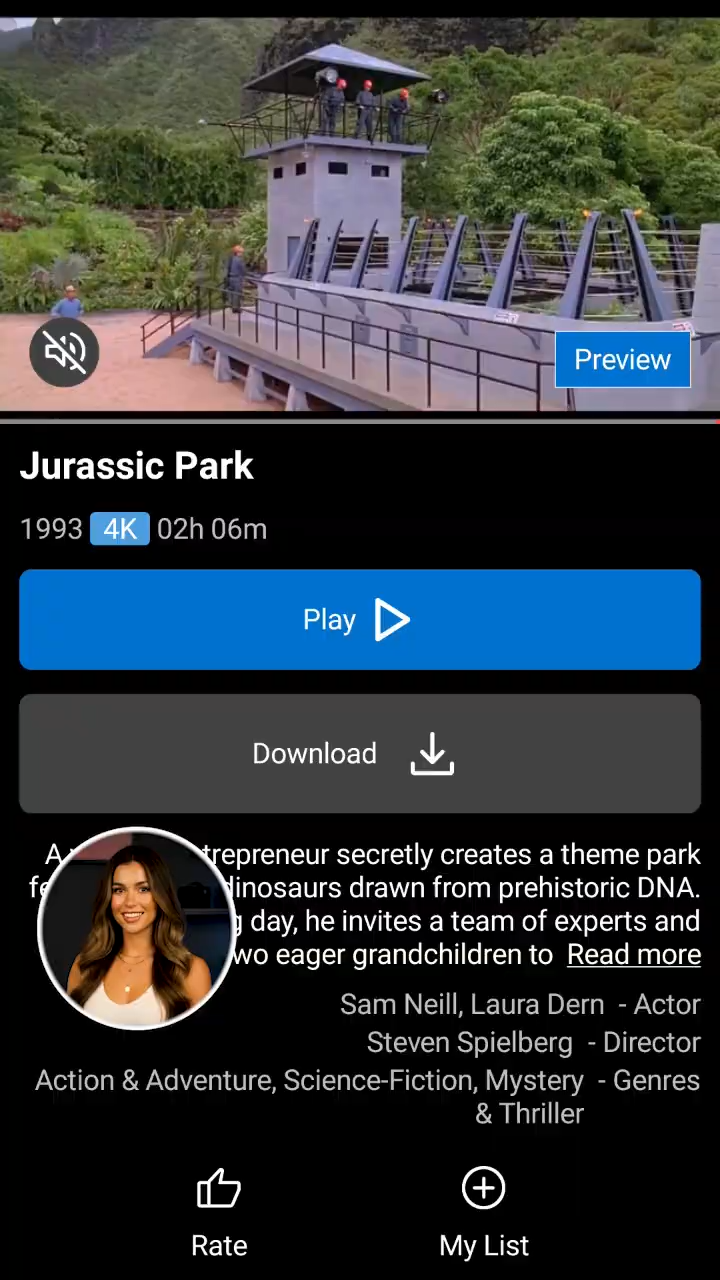 Preview
Jurassic Park
1993 4K 02h 06m
Play
Download
A trepreneur secretly creates a theme park
fe dinosaurs drawn from prehistoric DNA.
g day, he invites a team of experts and
wo eager grandchildren to Read more
Sam Neill, Laura Dern - Actor
Steven Spielberg - Director
Action & Adventure, Science-Fiction, Mystery - Genres
& Thriller
Rate
My List